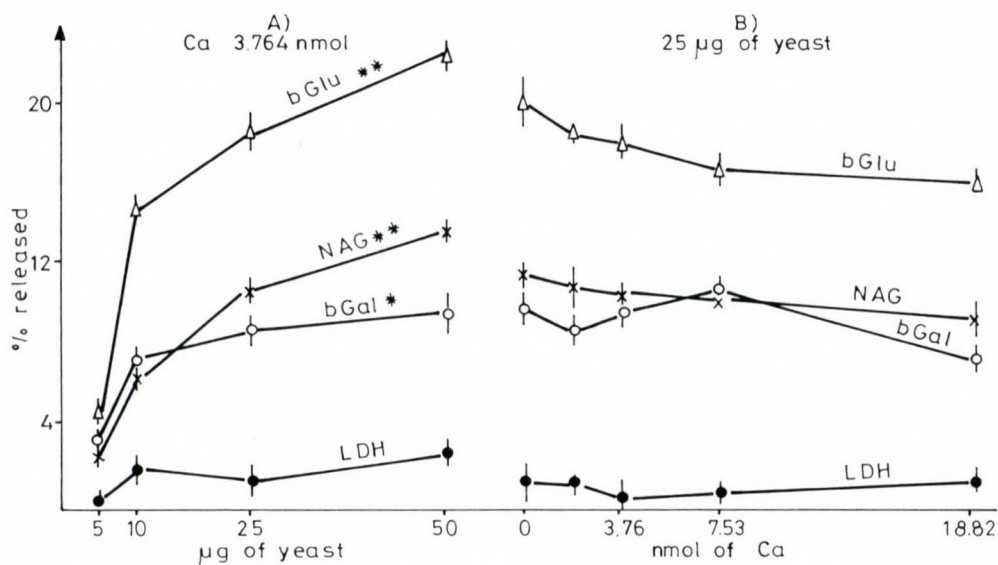 A)
Ca 3.764 nmol
B)
25 µg of yeast
% released
20
12
4
bGlu **
NAG **
bGal *
LDH
bGlu
NAG
bGal
LDH
5 10 25 50
µg of yeast
0 3.76 7.53 18.82
nmol of Ca